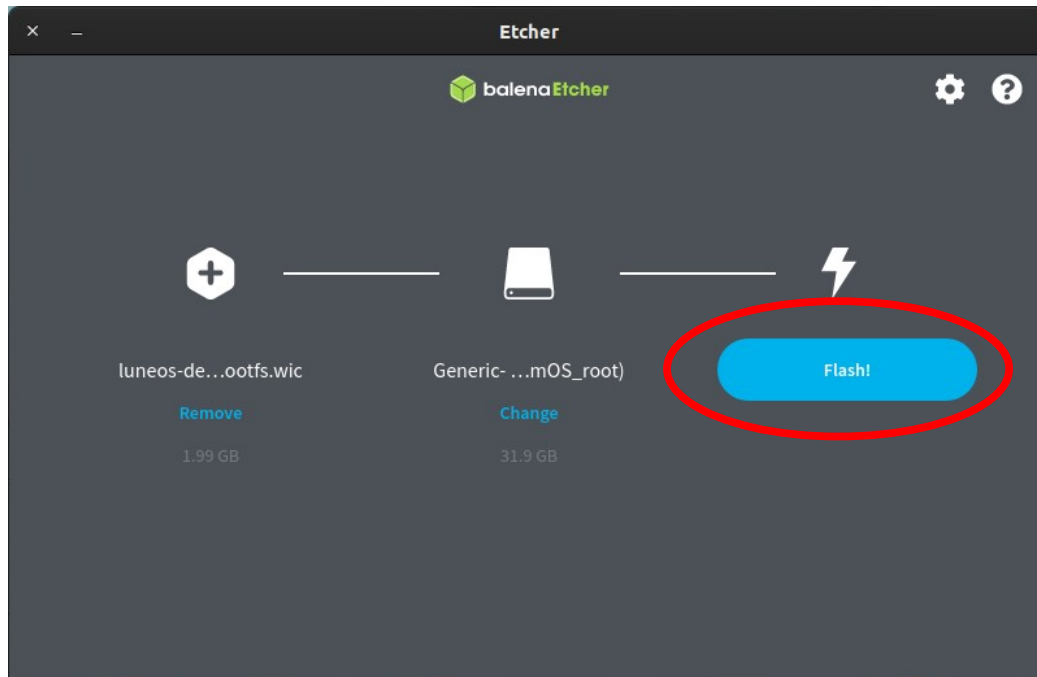 Etcher
balenaEtcher
luneos-de...ootfs.wic
Generic- ...mOS_root)
Flash!
Remove
Change
1.99 GB
31.9 GB